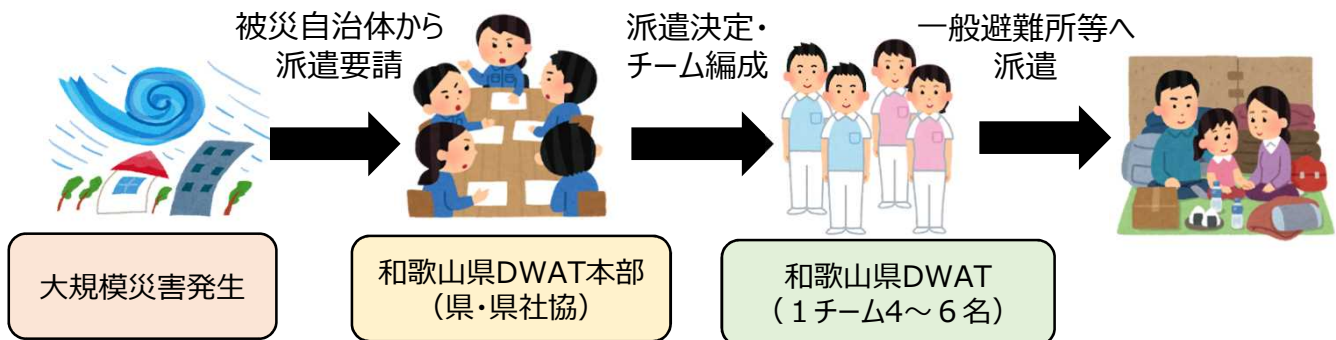 被災自治体から
派遣要請
派遣決定・
チーム編成
一般避難所等へ
派遣
大規模災害発生
和歌山県DWAT本部
（県・県社協）
和歌山県DWAT
（１チーム4～６名）